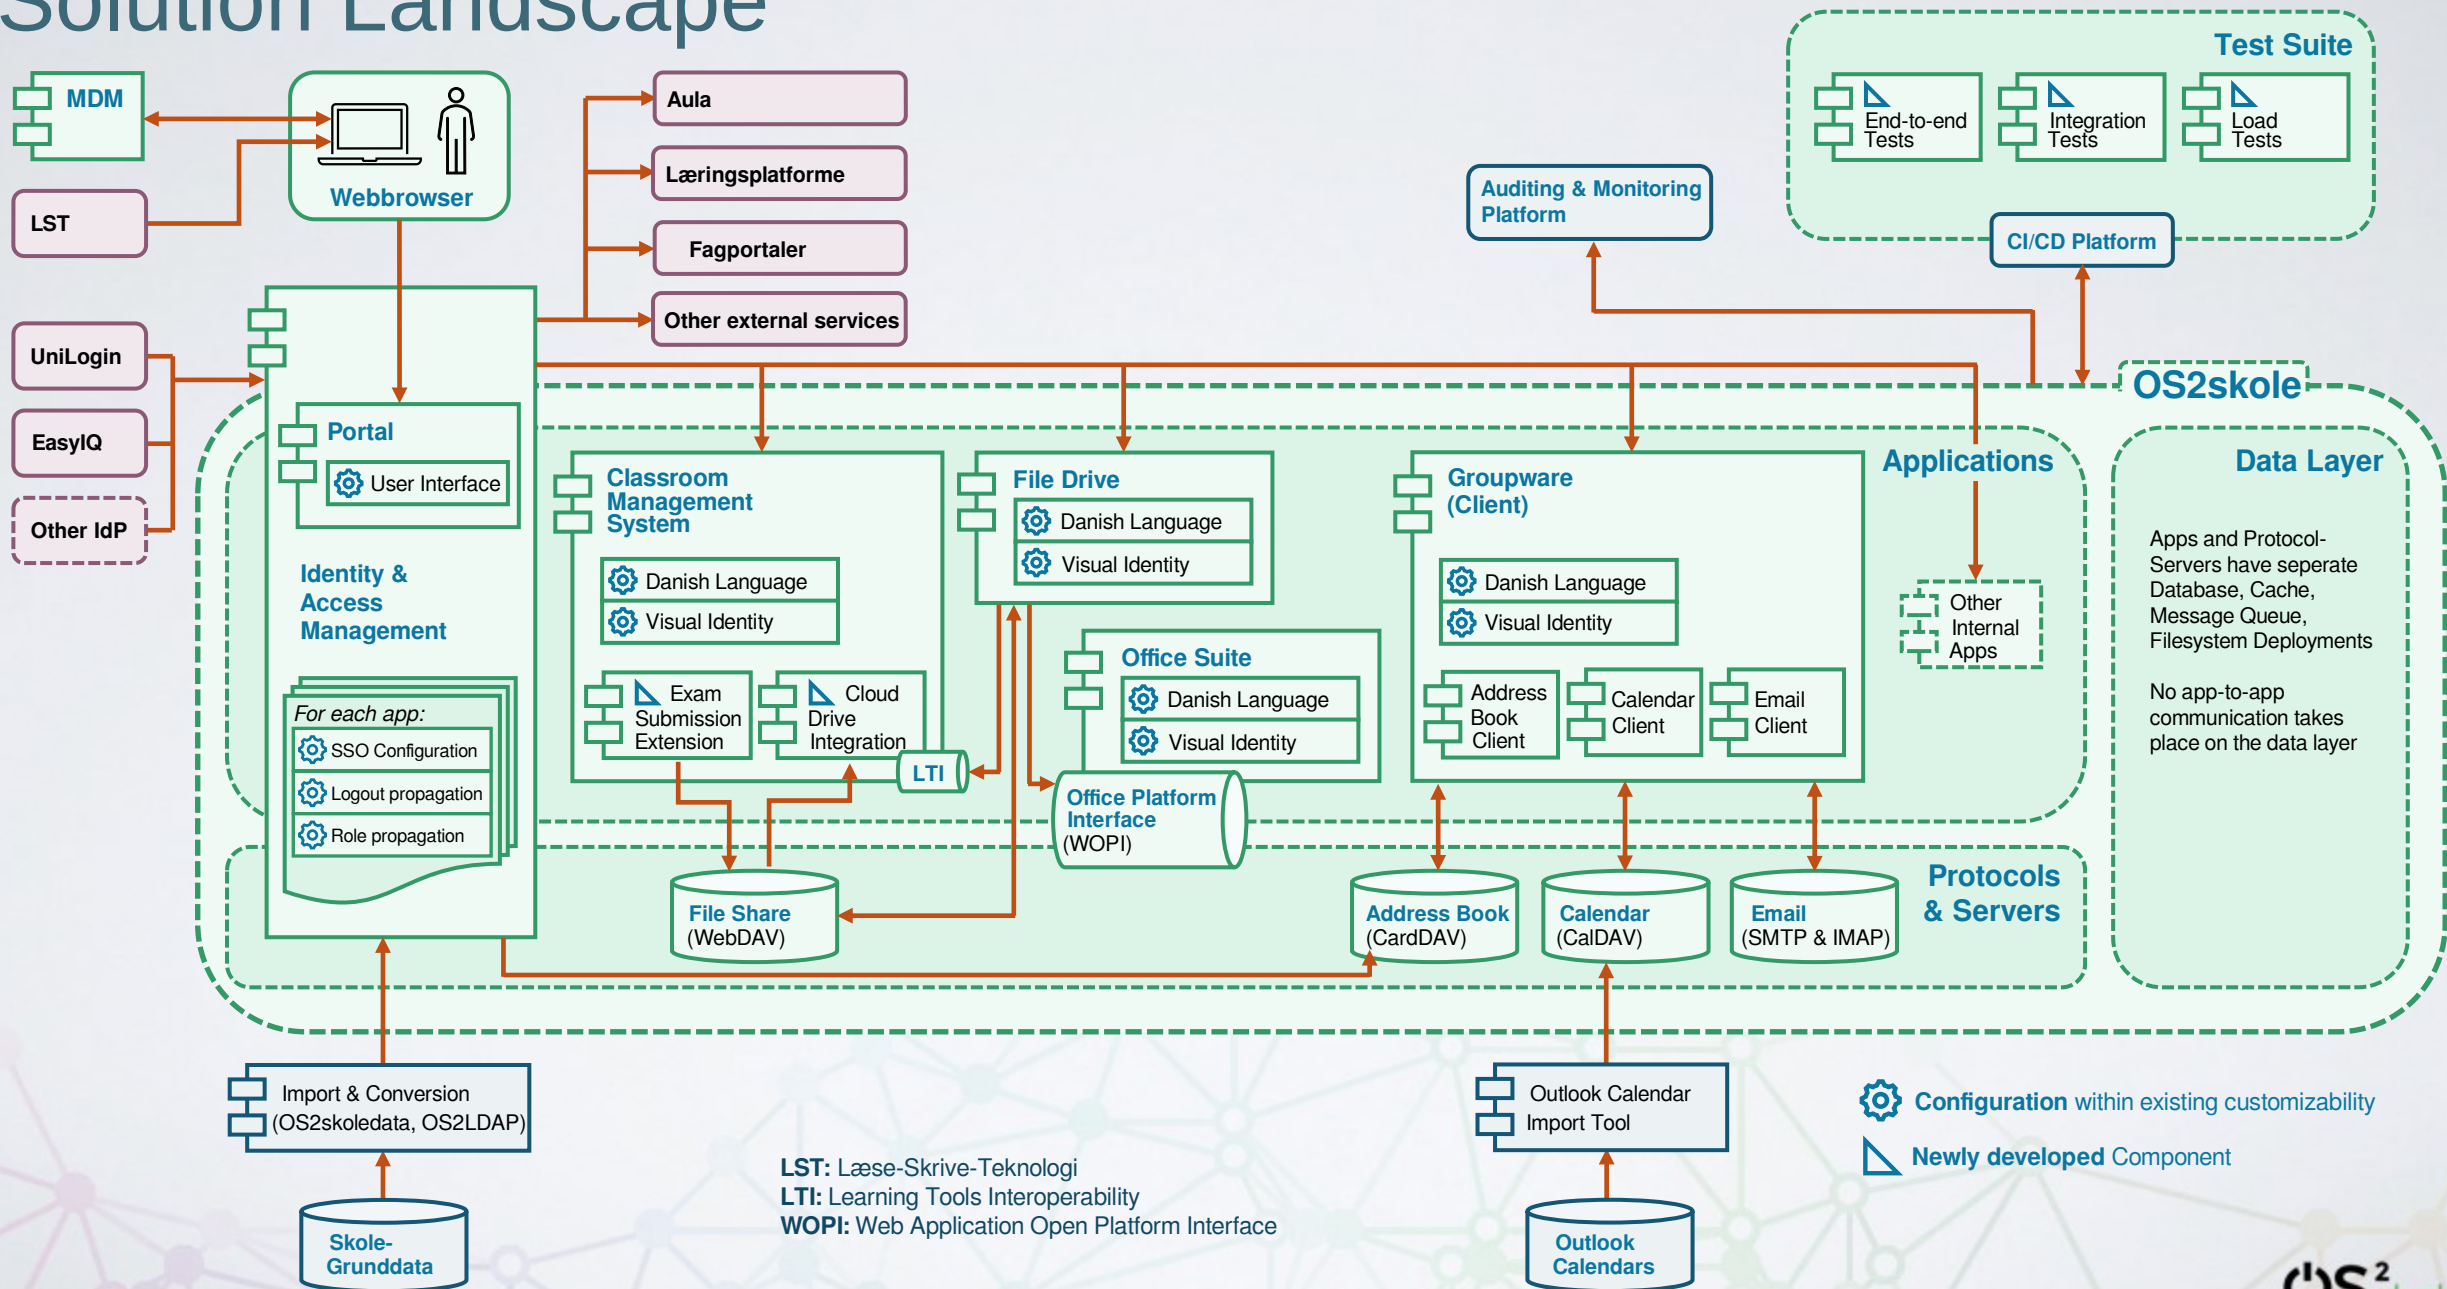 Solution Landscape
MDM
LST
Webbrowser
Aula
Læringsplatforme
Fagportaler
Other external services
Auditing & Monitoring
Platform
Test Suite
End-to-end
Tests
Integration
Tests
Load
Tests
CI/CD Platform
UniLogin
EasyIQ
Other IdP
OS2skole
Portal
User Interface
Identity &
Access
Management
For each app:
SSO Configuration
Logout propagation
Role propagation
Classroom
Management
System
Danish Language
Visual Identity
Exam
Submission
Extension
Cloud
Drive
Integration
LTI
File Drive
Danish Language
Visual Identity
Office Suite
Danish Language
Visual Identity
Office Platform
Interface
(WOPI)
Groupware
(Client)
Danish Language
Visual Identity
Address
Book
Client
Calendar
Client
Email
Client
Applications
Other
Internal
Apps
Data Layer
Apps and Protocol-
Servers have seperate
Database, Cache,
Message Queue,
Filesystem Deployments
No app-to-app
communication takes
place on the data layer
File Share
(WebDAV)
Address Book
(CardDAV)
Calendar
(CalDAV)
Email
(SMTP & IMAP)
Protocols
& Servers
Import & Conversion
(OS2skoledata, OS2LDAP)
Skole-
Grunddata
LST: Læse-Skrive-Teknologi
LTI: Learning Tools Interoperability
WOPI: Web Application Open Platform Interface
Outlook Calendar
Import Tool
Outlook
Calendars
Configuration within existing customizability
Newly developed Component
OS2